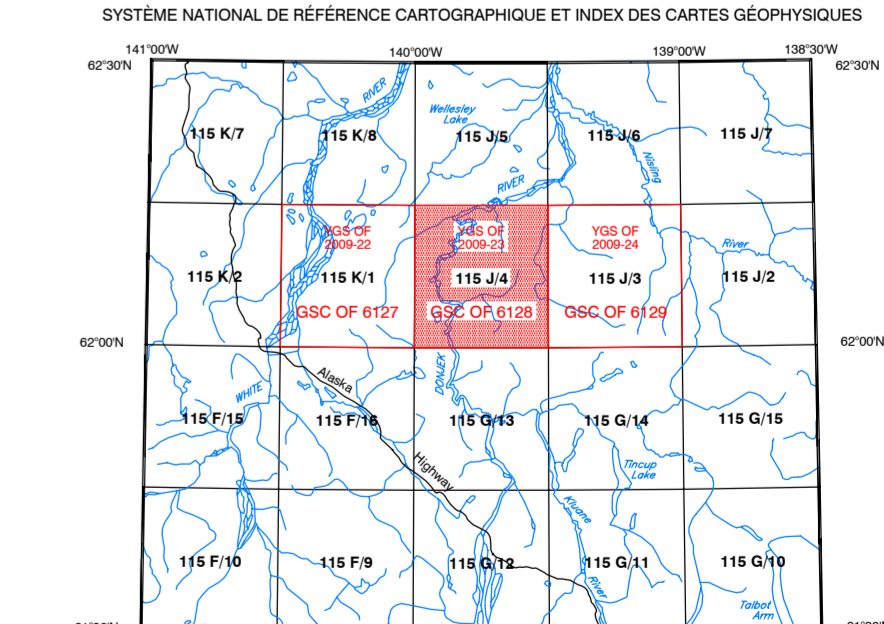 SYSTÈME NATIONAL DE RÉFÉRENCE CARTOGRAPHIQUE ET INDEX DES CARTES GÉOPHYSIQUES
141°00'W
140°00'W
139°00'W
138°30'W
62°30'N
62°30'N
RIVER
Wellesley
Lake
115 K/7
115 K/8
115 J/5
115 J/6
115 J/7
Nisling
RIVER
YGS OF
2009-22
YGS OF
2009-23
YGS OF
2009-24
River
115 K/2
115 K/1
115 J/4
115 J/3
115 J/2
GSC OF 6127
GSC OF 6128
GSC OF 6129
62°00'N
62°00'N
DONJEK
Alaska
WHITE
115 F/15
115 F/16
115 G/13
115 G/14
115 G/15
Highway
Tincup
Lake
Kluane
115 F/10
115 F/9
115 G/12
115 G/11
115 G/10
River
Talbot
Arm